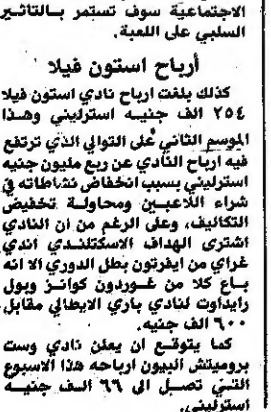 الاجتماعية سوف تستمر بالتاثير
السلبي على اللعبة.
أرباح استون فيلا
كذلك بلغت ارباح نادي استون فيلا
٢٥٤ الف جنيه استرليني وهذا
الموسم الثاني على التوالي الذي ترتفع
فيه ارباح النادي عن ربع مليون جنيه
استرليني بسبب انخفاض نشاطاته في
شراء اللاعبين ومحاولة تخفيض
التكاليف، وعلى الرغم من ان النادي
اشترى الهداف الاسكتلندي اندي
غراي من ايفرتون بطل الدوري الا انه
باع كلا من غوردون كوانز وبول
رايداوت لنادي باري الايطالي مقابل
٦٠٠ الف جنيه.
كما يتوقع ان يعلن نادي وست
بروميتش البيون ارباحه هذا الاسبوع
التي تصل الى ٦٦ الف جنيه
استرليني.